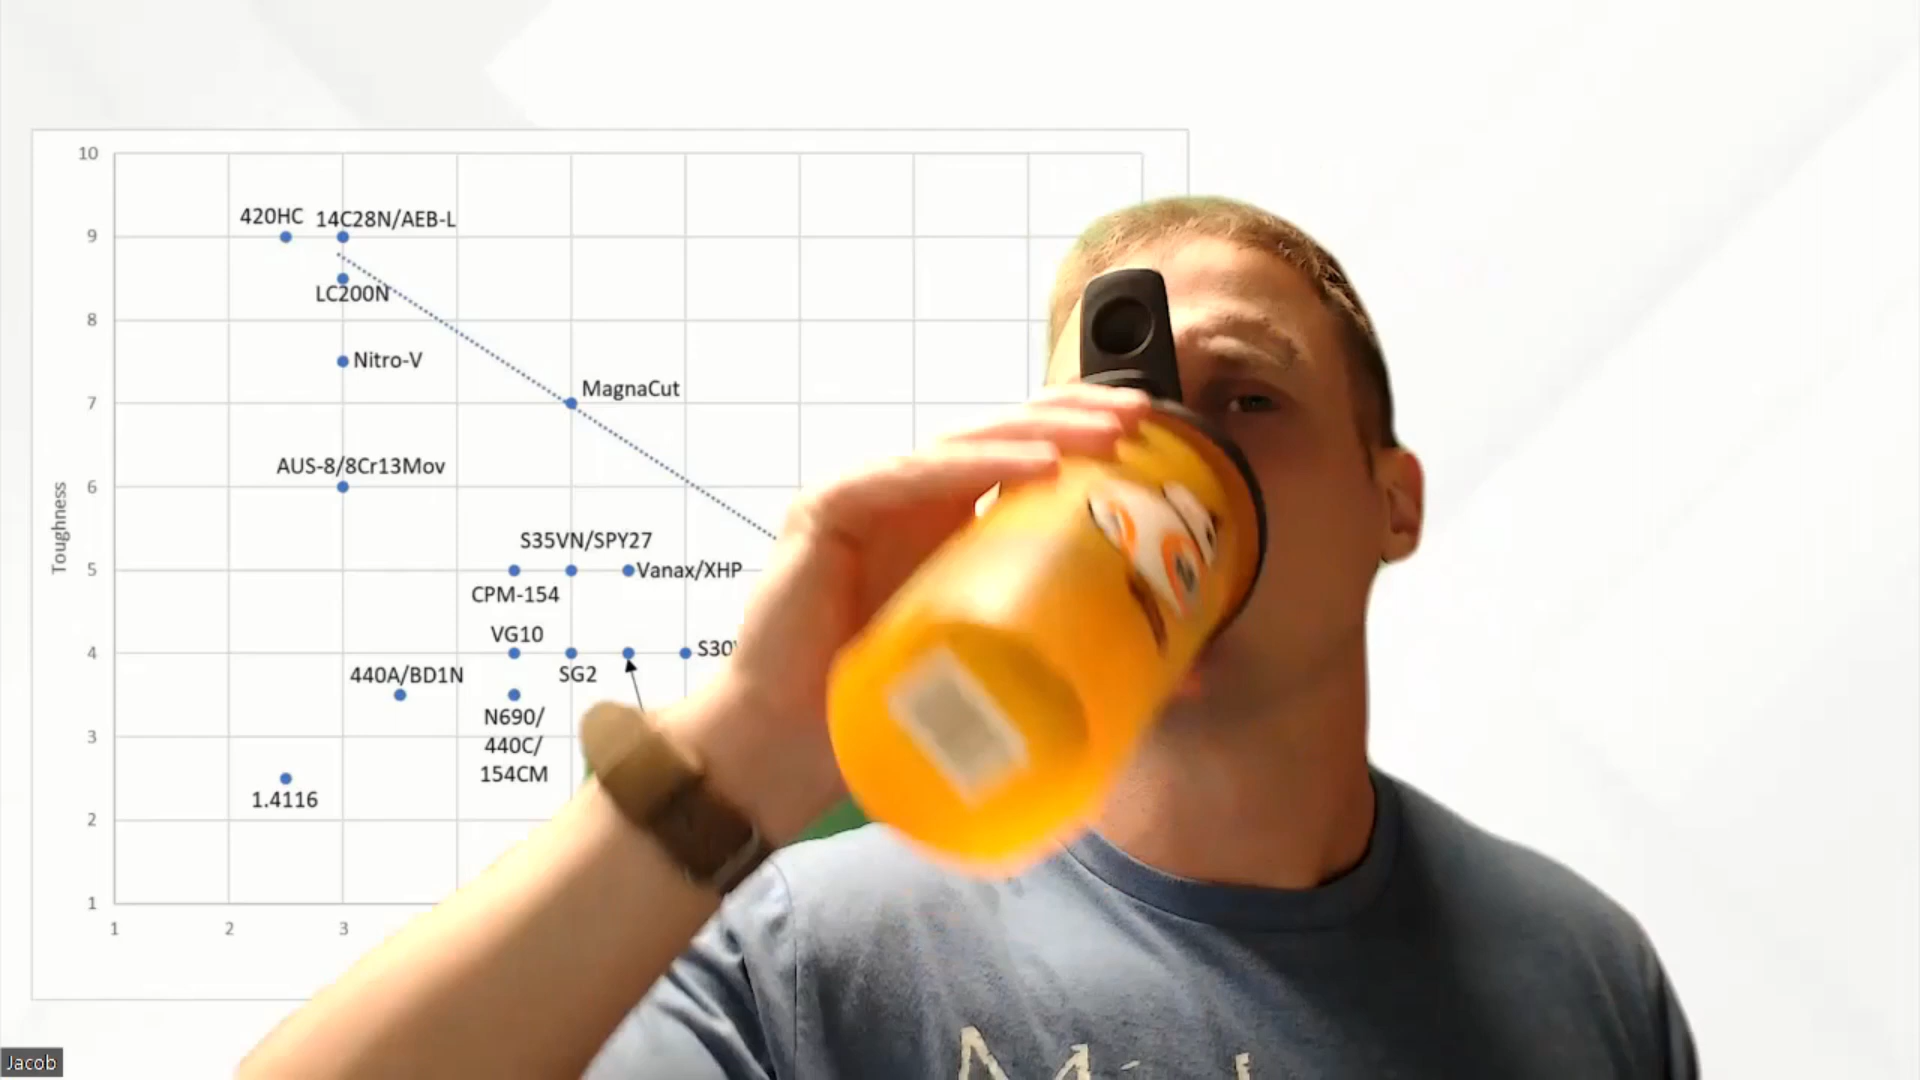 10
420HC 14C28N/AEB-L
9
LC200N
8
Nitro-V
MagnaCut
7
AUS-8/8Cr13Mov
6
Toughness
S35VN/SPY27
5
Vanax/XHP
CPM-154
VG10
4
S30
SG2
440A/BD1N
N690/
440C/
154CM
3
1.4116
2
1
1 2 3
Jacob